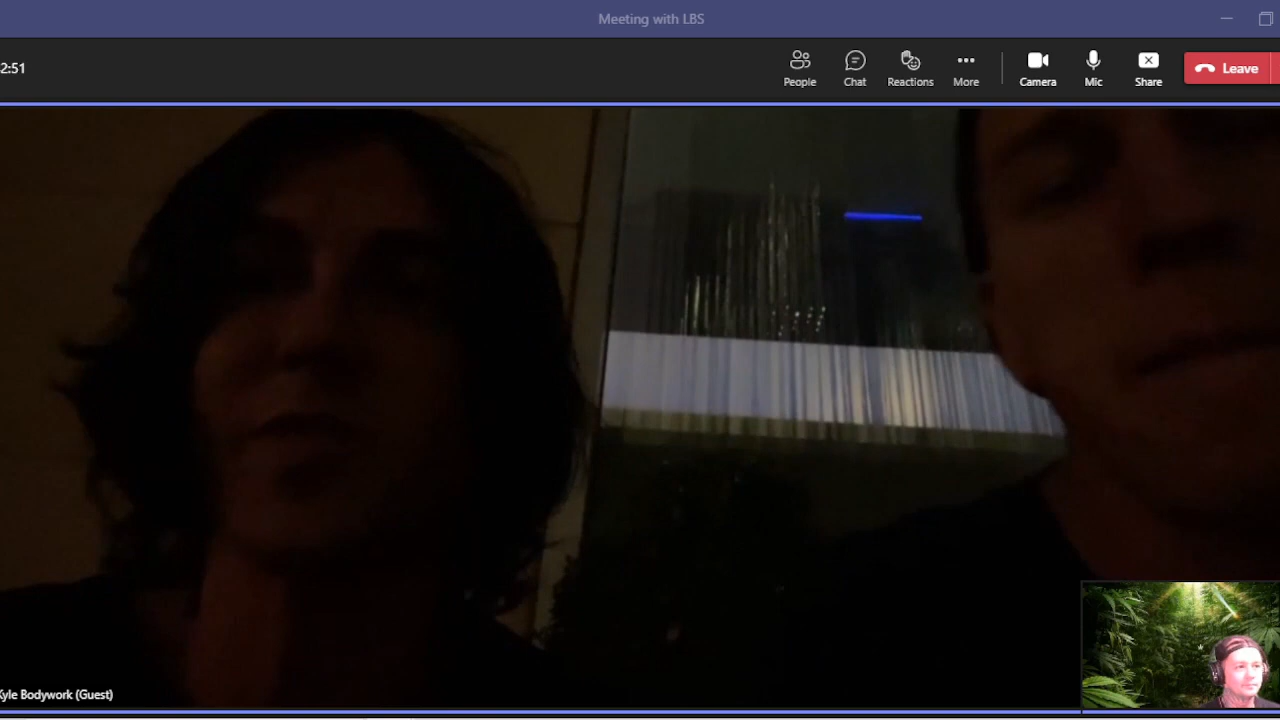 Meeting with LBS
2:51
People
Chat
Reactions
More
Camera
Mic
Share
Leave
Kyle Bodywork (Guest)